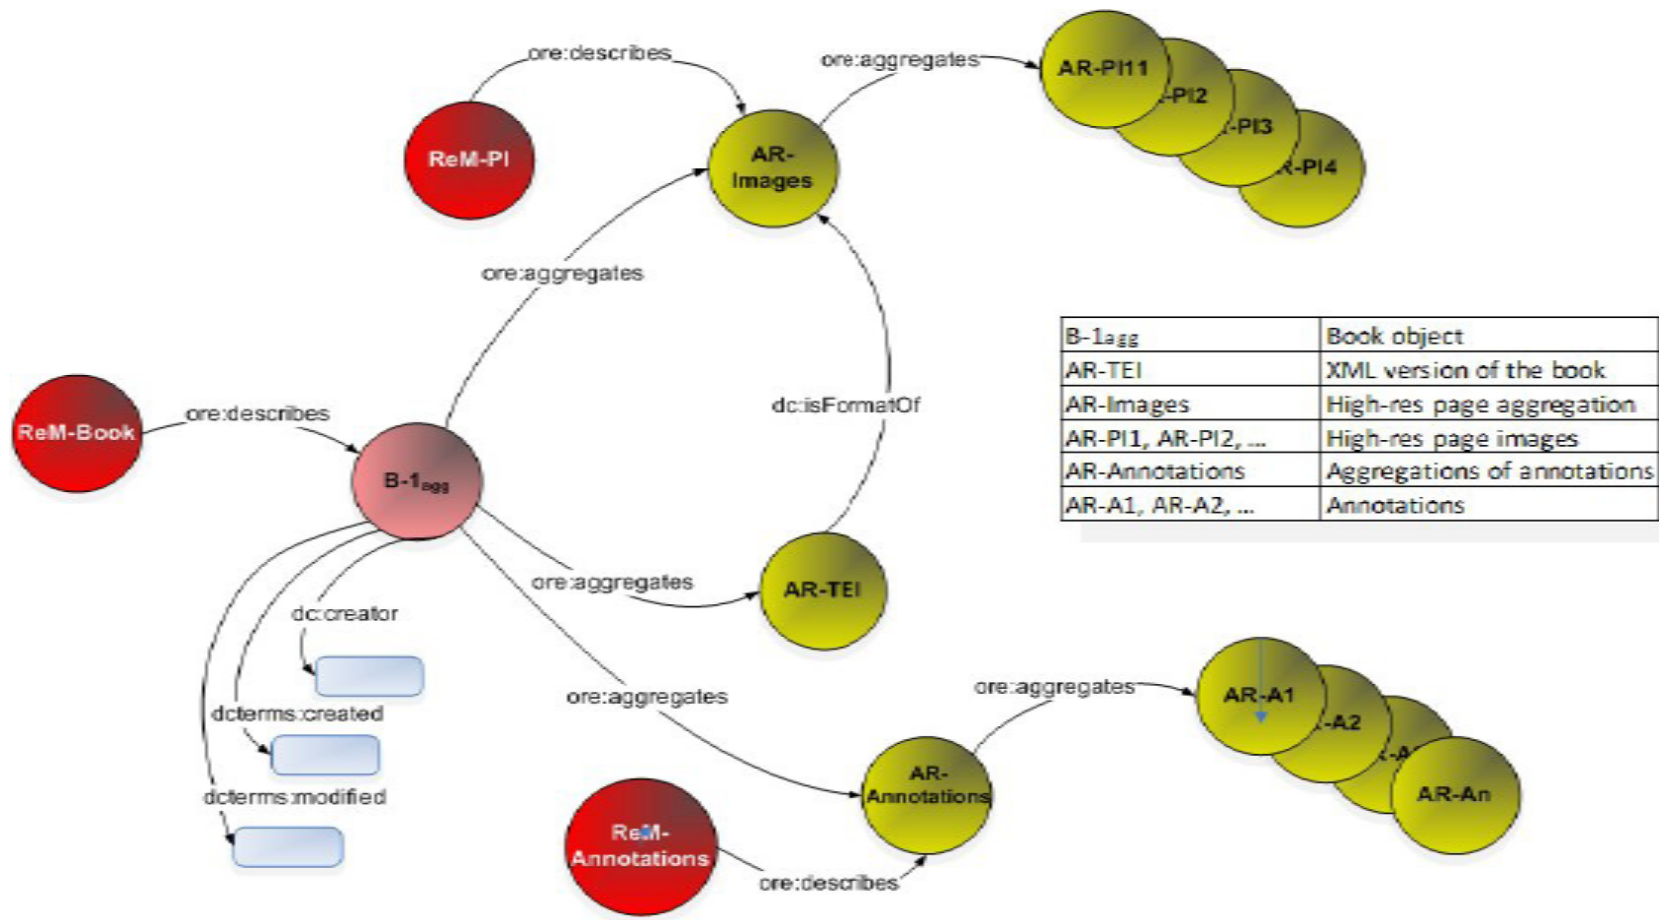 ore:describes
ore:aggregates
AR-PI11
-PI2
-PI3
R-PI4
ReM-PI
AR-
Images
ore:aggregates
B-1agg Book object
AR-TEI XML version of the book
AR-Images High-res page aggregation
AR-PI1, AR-PI2, ... High-res page images
AR-Annotations Aggregations of annotations
AR-A1, AR-A2, ... Annotations
dc:isFormatOf
ore:describes
ReM-Book
B-1agg
ore:aggregates
AR-TEI
dc:creator
ore:aggregates
ore:aggregates
AR-A1
-A2
AR-An
dcterms:created
dcterms:modified
AR-
Annotations
ReM-
Annotations
ore:describes